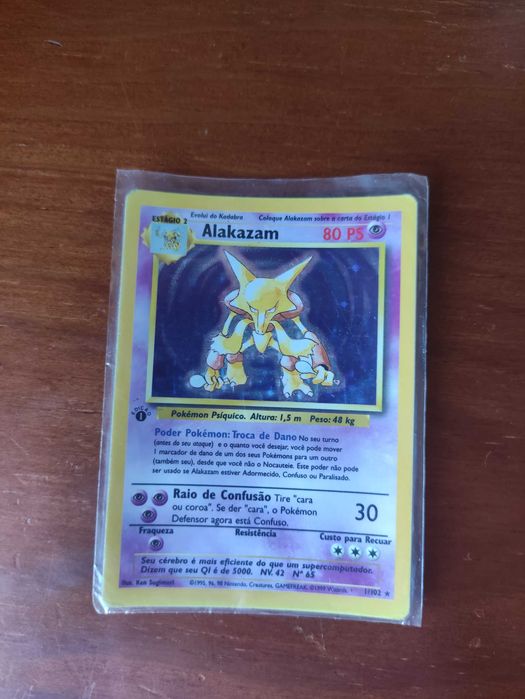 ESTÁGIO 2
Evolui do Kadabra
Coloque Alakazam sobre a carta do Estágio 1
Alakazam
80 PS
EDIÇÃO
1
Pokémon Psíquico. Altura: 1,5 m Peso: 48 kg
Poder Pokémon: Troca de Dano No seu turno
(antes do seu ataque) e o quanto você desejar, você pode mover
1 marcador de dano de um dos seus Pokémons para um outro
(também seu), desde que você não o Nocauteie. Este poder não pode
ser usado se Alakazam estiver Adormecido, Confuso ou Paralisado.
Raio de Confusão Tire "cara
ou coroa". Se der "cara", o Pokémon
Defensor agora está Confuso.
30
Fraqueza
Resistência
Custo para Recuar
Seu cérebro é mais eficiente do que um supercomputador.
Dizem que seu QI é de 5000. NV. 42 Nº 65
Ilus. Ken Sugimori
©1995, 96, 98 Nintendo, Creatures, GAMEFREAK. ©1999 Wizards.
1/102 ★